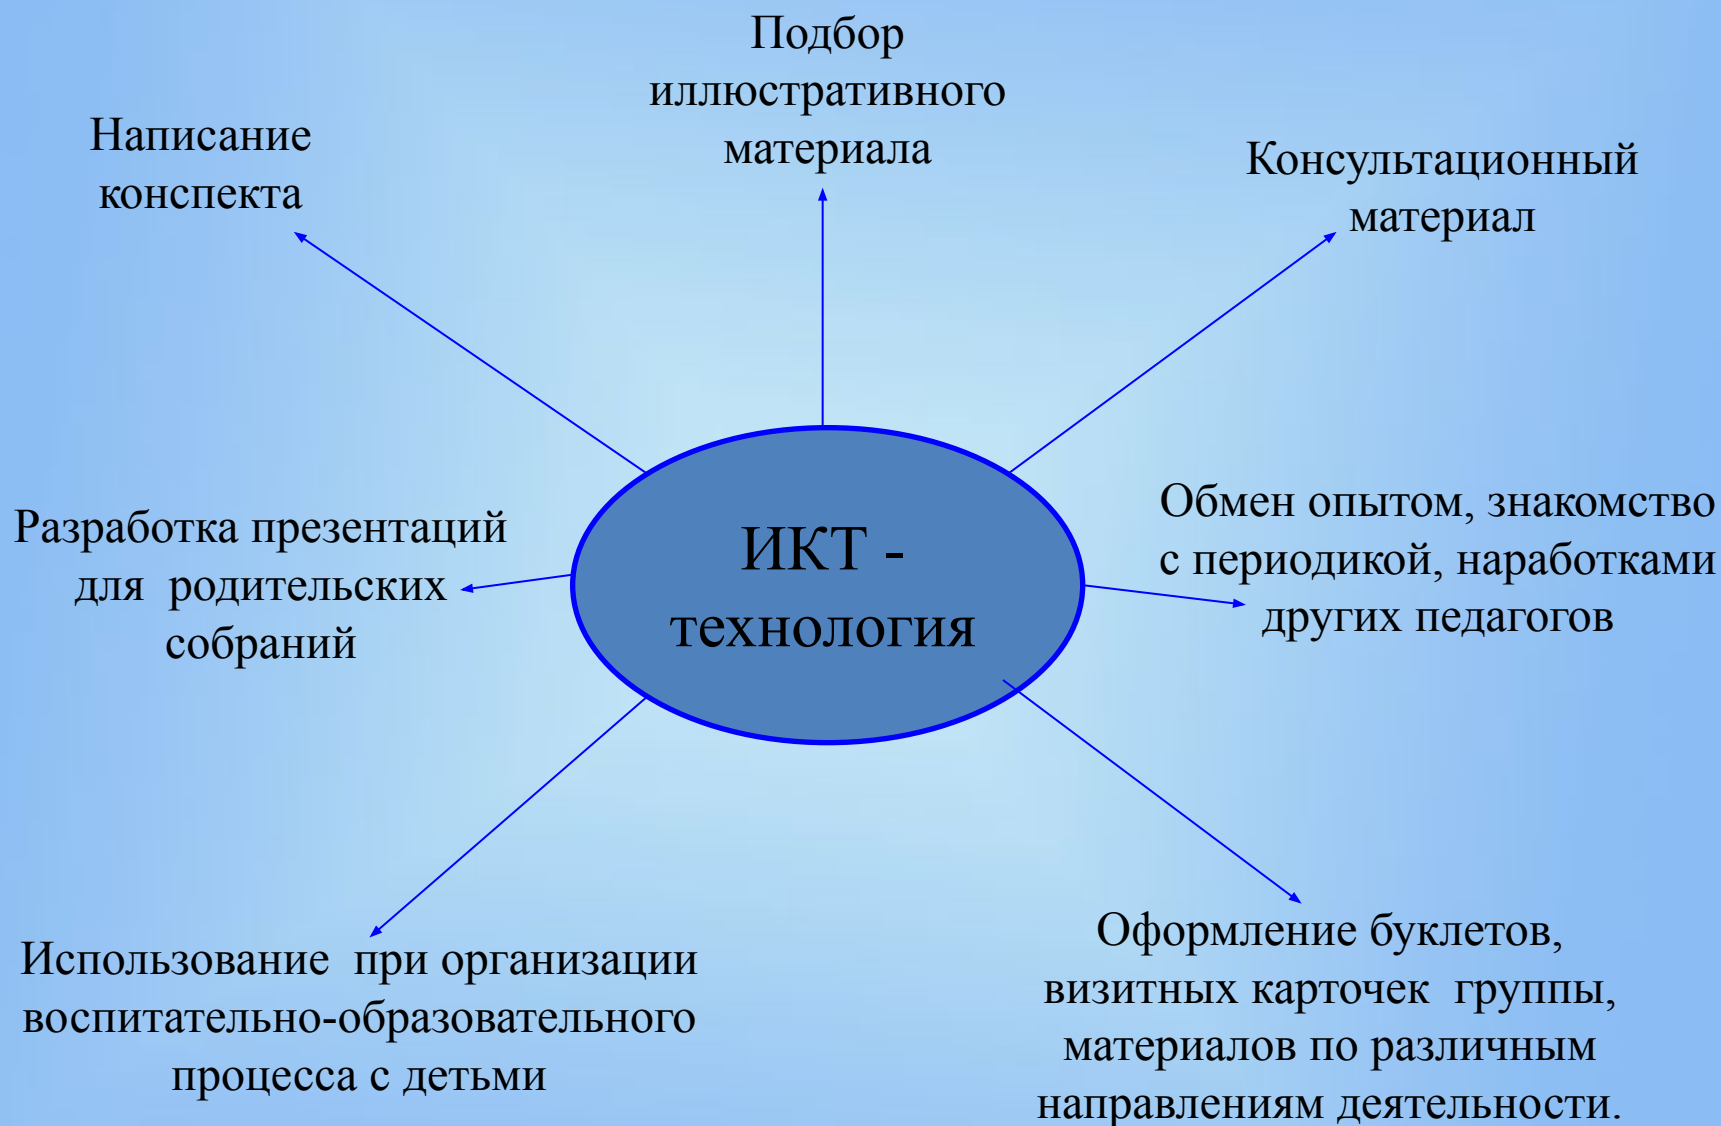 Подбор
иллюстративного
материала
Написание
конспекта
Консультационный
материал
Разработка презентаций
для  родительских
собраний
ИКТ -
технология
Обмен опытом, знакомство
с периодикой, наработками
других педагогов
Использование  при организации
воспитательно-образовательного
процесса с детьми
Оформление буклетов,
визитных карточек  группы,
материалов по различным
направлениям деятельности.